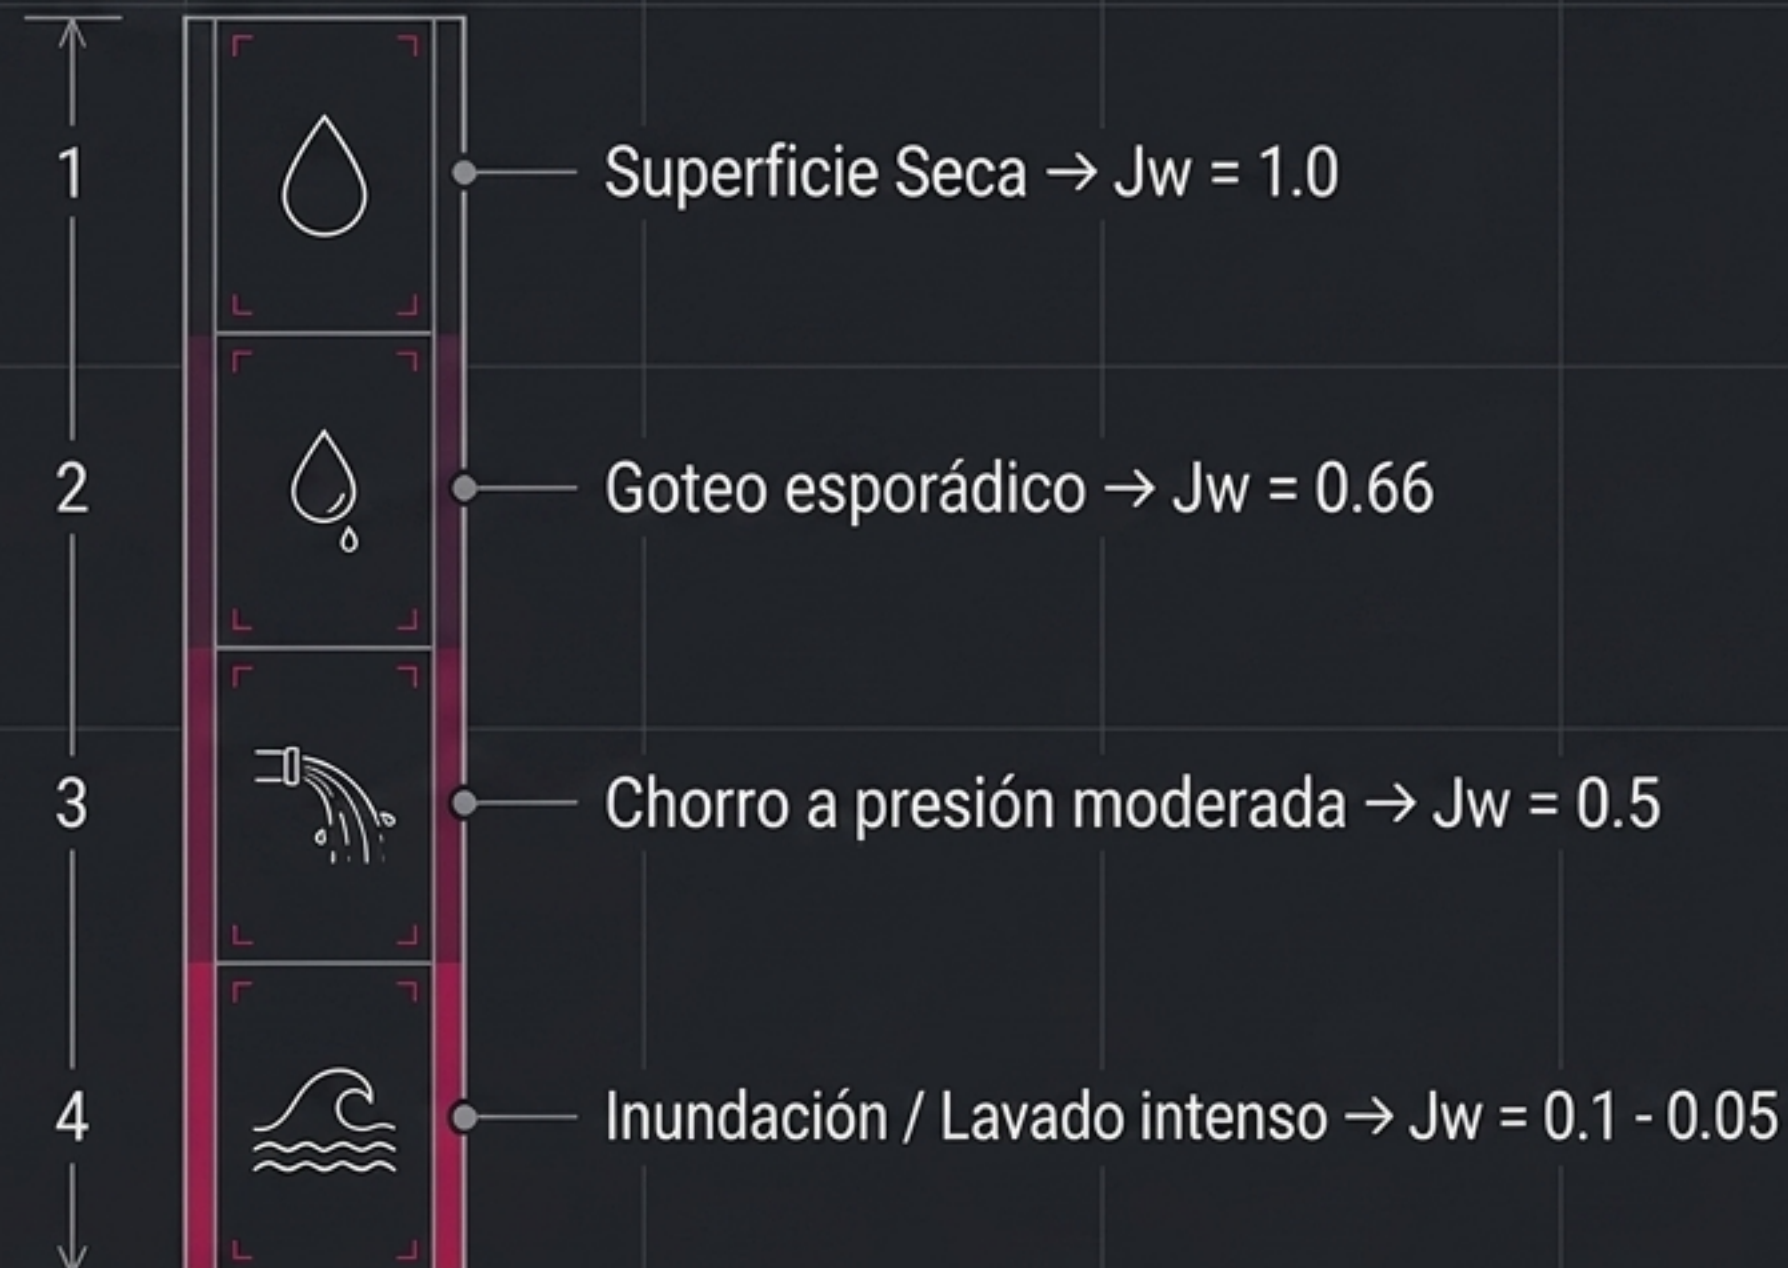 1
Superficie Seca → Jw = 1.0
2
Goteo esporádico → Jw = 0.66
3
Chorro a presión moderada → Jw = 0.5
4
Inundación / Lavado intenso → Jw = 0.1 - 0.05